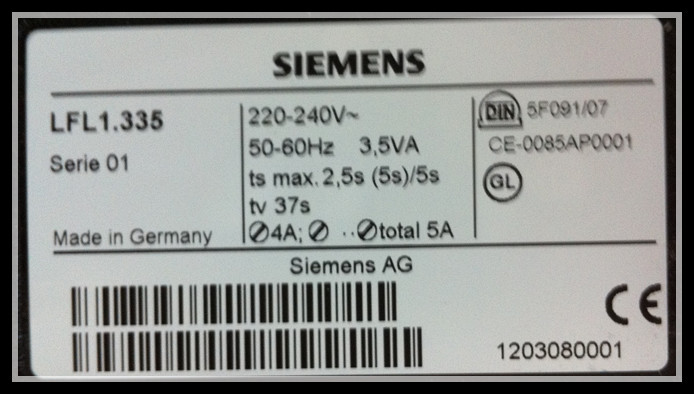 SIEMENS
LFL1.335
Serie 01
Made in Germany
220-240V~
50-60Hz 3,5VA
ts max. 2,5s (5s)/5s
tv 37s
⊘4A; ⊘ ··⊘total 5A
DIN 5F091/07
CE-0085AP0001
GL
Siemens AG
CE
1203080001